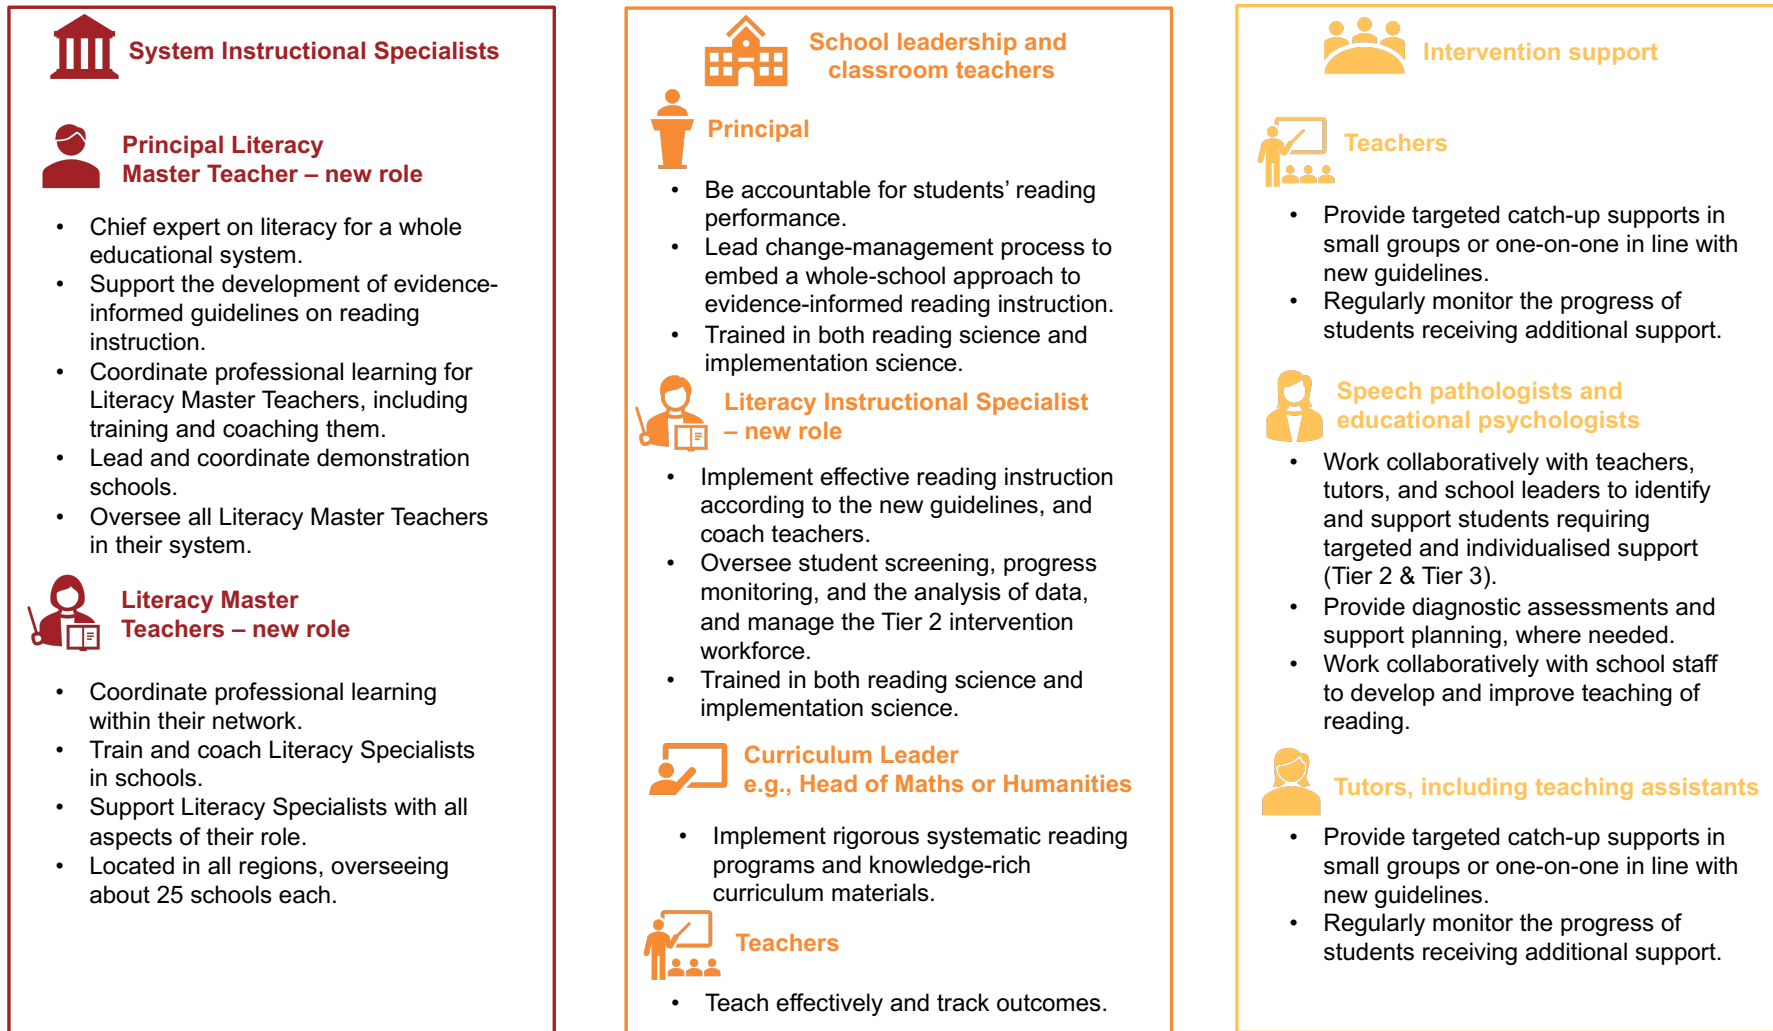 System Instructional Specialists
Principal Literacy
Master Teacher – new role
• Chief expert on literacy for a whole
educational system.
• Support the development of evidence-
informed guidelines on reading
instruction.
• Coordinate professional learning for
Literacy Master Teachers, including
training and coaching them.
• Lead and coordinate demonstration
schools.
• Oversee all Literacy Master Teachers
in their system.
Literacy Master
Teachers – new role
• Coordinate professional learning
within their network.
• Train and coach Literacy Specialists
in schools.
• Support Literacy Specialists with all
aspects of their role.
• Located in all regions, overseeing
about 25 schools each.
School leadership and
classroom teachers
Principal
• Be accountable for students’ reading
performance.
• Lead change-management process to
embed a whole-school approach to
evidence-informed reading instruction.
• Trained in both reading science and
implementation science.
Literacy Instructional Specialist
– new role
• Implement effective reading instruction
according to the new guidelines, and
coach teachers.
• Oversee student screening, progress
monitoring, and the analysis of data,
and manage the Tier 2 intervention
workforce.
• Trained in both reading science and
implementation science.
Curriculum Leader
e.g., Head of Maths or Humanities
• Implement rigorous systematic reading
programs and knowledge-rich
curriculum materials.
Teachers
• Teach effectively and track outcomes.
Intervention support
Teachers
• Provide targeted catch-up supports in
small groups or one-on-one in line with
new guidelines.
• Regularly monitor the progress of
students receiving additional support.
Speech pathologists and
educational psychologists
• Work collaboratively with teachers,
tutors, and school leaders to identify
and support students requiring
targeted and individualised support
(Tier 2 & Tier 3).
• Provide diagnostic assessments and
support planning, where needed.
• Work collaboratively with school staff
to develop and improve teaching of
reading.
Tutors, including teaching assistants
• Provide targeted catch-up supports in
small groups or one-on-one in line with
new guidelines.
• Regularly monitor the progress of
students receiving additional support.